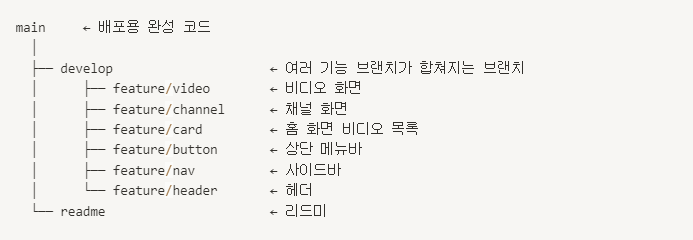 main ← 배포용 완성 코드
│
├── develop ← 여러 기능 브랜치가 합쳐지는 브랜치
│ ├── feature/video ← 비디오 화면
│ ├── feature/channel ← 채널 화면
│ ├── feature/card ← 홈 화면 비디오 목록
│ ├── feature/button ← 상단 메뉴바
│ ├── feature/nav ← 사이드바
│ └── feature/header ← 헤더
└── readme ← 리드미